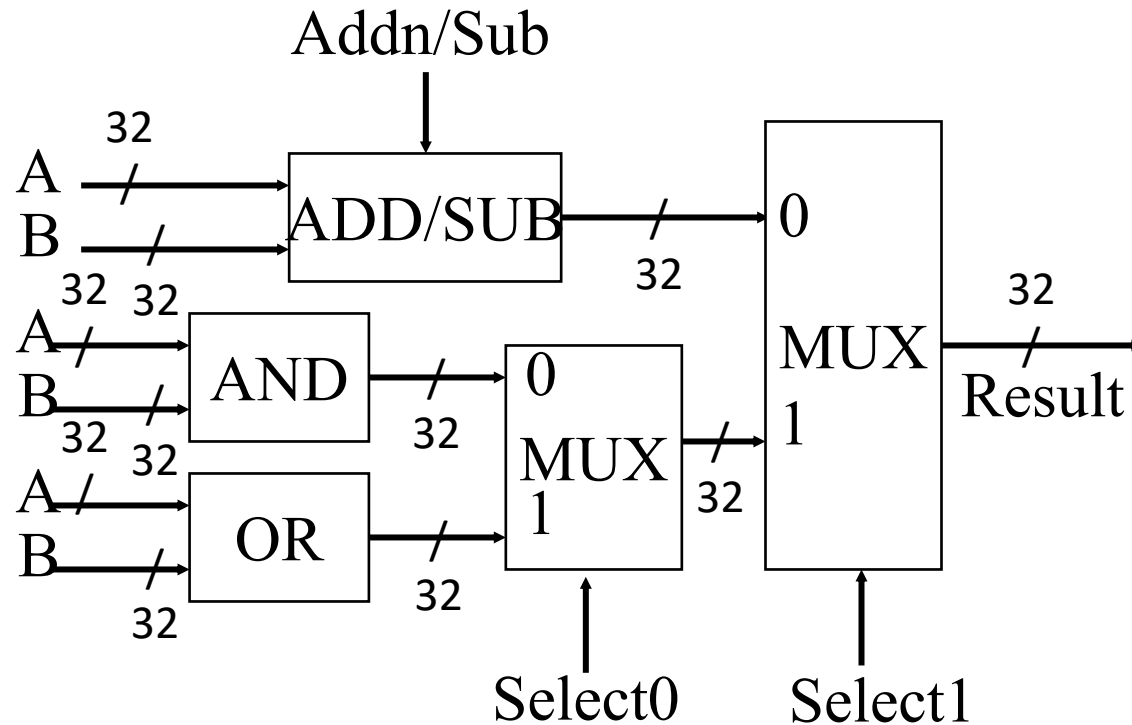 Addn/Sub
32
A
ADD/SUB
B
32
32
32
0
A
AND
B
32
32
32
0
MUX
1
32
MUX
1
32
Result
A
OR
B
32
32
32
Select0
Select1